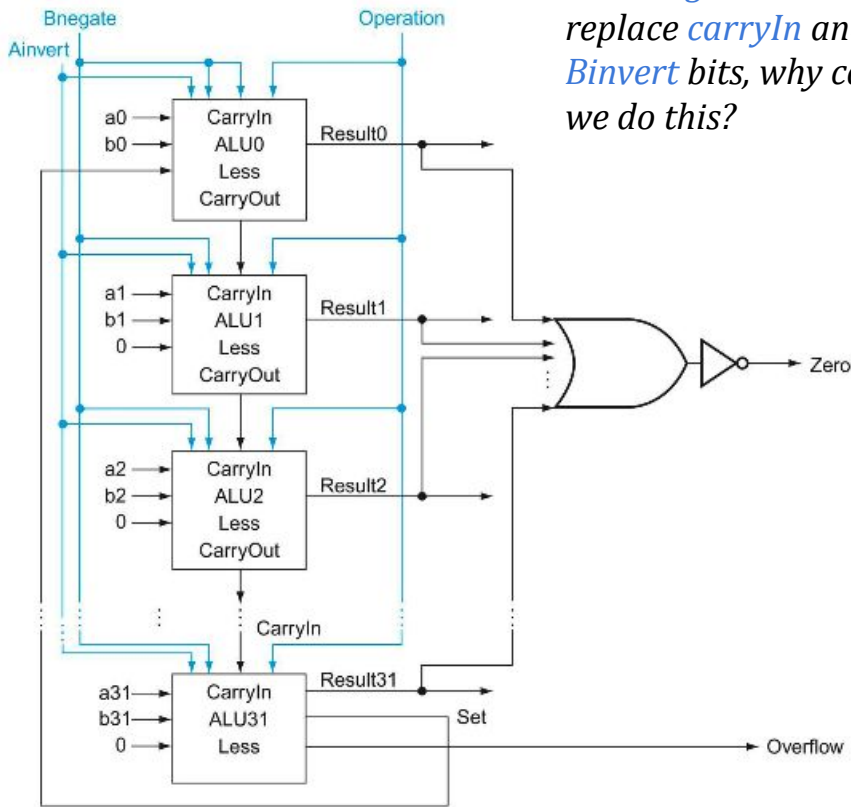 Bnegate
Operation
Ainvert
replace carryIn
Binvert bits, why
we do this?
a0
CarryIn
b0
ALU0
Result0
Less
CarryOut
a1
CarryIn
b1
ALU1
Result1
0
Less
CarryOut
Zero
a2
CarryIn
b2
ALU2
Result2
0
Less
CarryOut
CarryIn
a31
CarryIn
Result31
b31
ALU31
Set
0
Less
Overflow